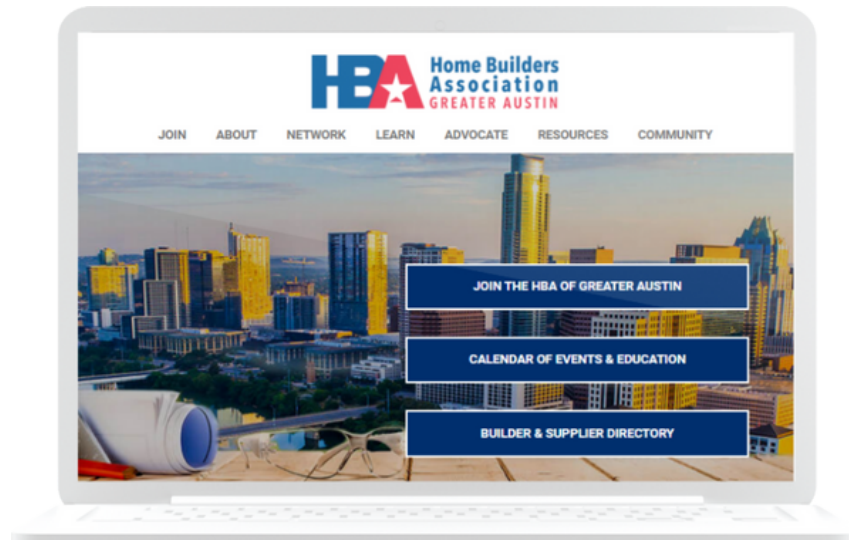 HBA
Home Builders
Association
GREATER AUSTIN
JOIN ABOUT NETWORK LEARN ADVOCATE RESOURCES COMMUNITY
JOIN THE HBA OF GREATER AUSTIN
CALENDAR OF EVENTS & EDUCATION
BUILDER & SUPPLIER DIRECTORY